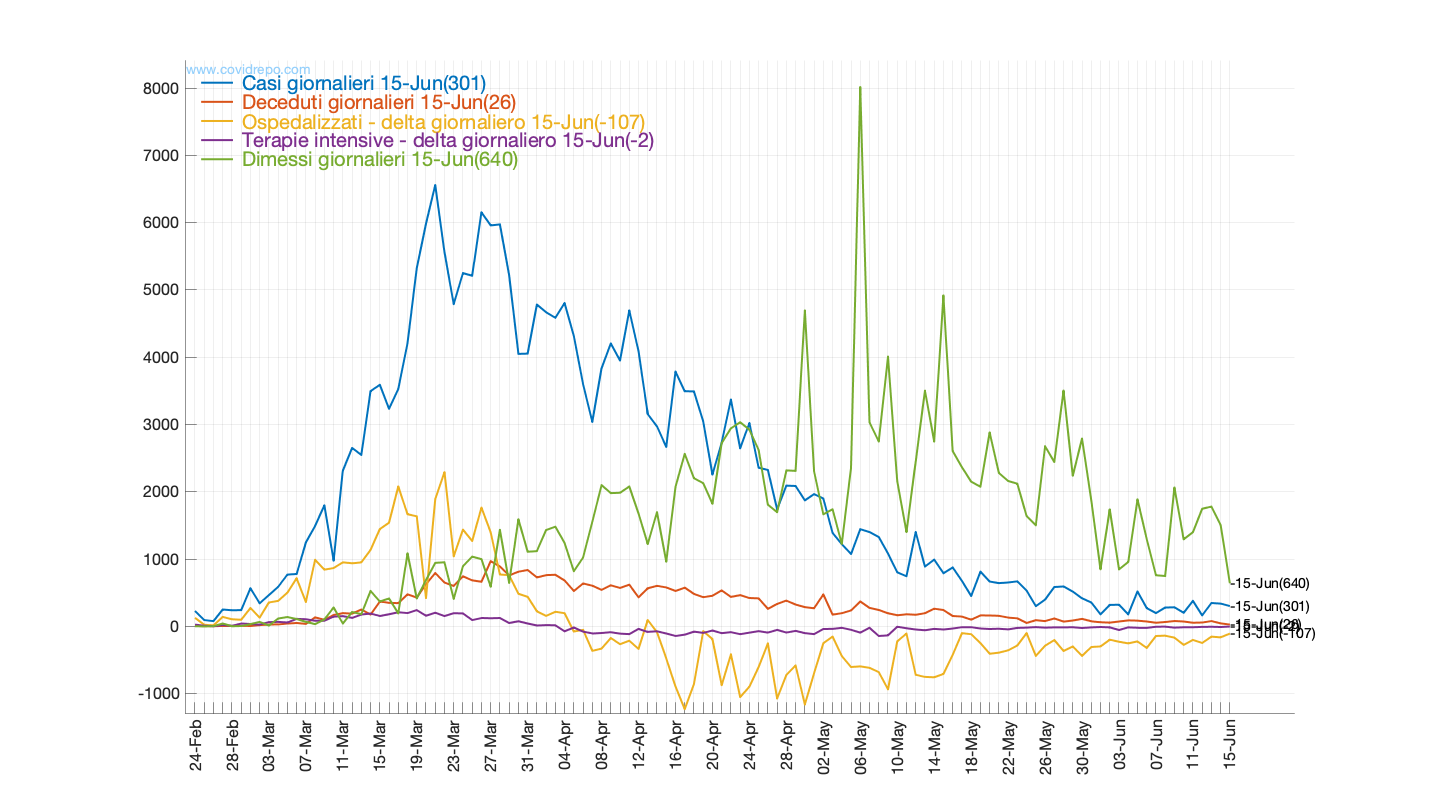 www.covidrepo.com
Casi giornalieri 15-Jun(301)
Deceduti giornalieri 15-Jun(26)
Ospedalizzati - delta giornaliero 15-Jun(-107)
Terapie intensive - delta giornaliero 15-Jun(-2)
Dimessi giornalieri 15-Jun(640)
8000
7000
6000
5000
4000
3000
2000
1000
0
-1000
15-Jun(640)
15-Jun(301)
15-Jun(26)
15-Jun(-107)
24-Feb
28-Feb
03-Mar
07-Mar
11-Mar
15-Mar
19-Mar
23-Mar
27-Mar
31-Mar
04-Apr
08-Apr
12-Apr
16-Apr
20-Apr
24-Apr
28-Apr
02-May
06-May
10-May
14-May
18-May
22-May
26-May
30-May
03-Jun
07-Jun
11-Jun
15-Jun